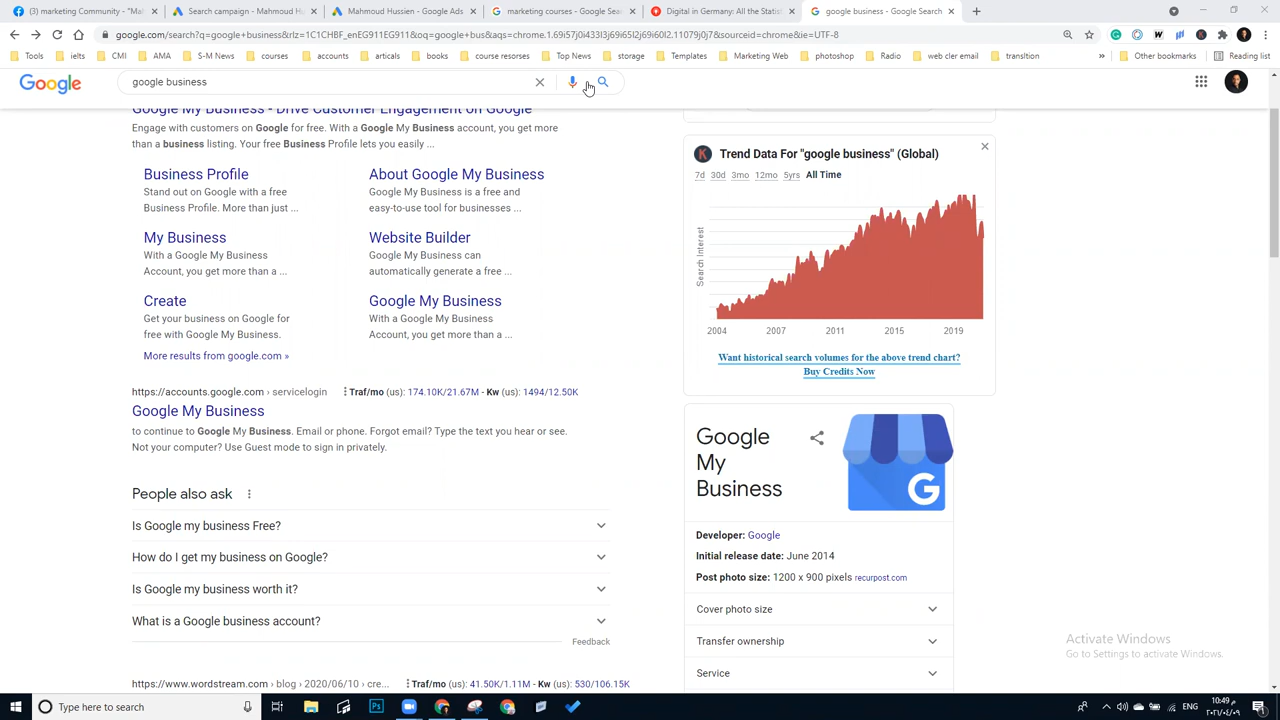 (3) marketing Community - "Mal
Search campaign - Mahmoud Hu
Mahmoud Hussien - Google Ads
marketing courses - Google Sear
Digital in Germany: All the Statist
google business - Google Search
google.com/search?q=google+business&rlz=1C1CHBF_enEG911EG911&oq=google+bus&aqs=chrome.1.69i57j0i433l3j69i65l2j69i60l2.11079j0j7&sourceid=chrome&ie=UTF-8
Tools
ielts
CMI
AMA
S-M News
courses
accounts
articals
books
course resorses
Top News
storage
Templates
Marketing Web
photoshop
Radio
web cler email
transltion
»
Other bookmarks
Reading list
Google
google business
Google My Business - Drive Customer Engagement on Google
Engage with customers on Google for free. With a Google My Business account, you get more
than a business listing. Your free Business Profile lets you easily ...
Business Profile
Stand out on Google with a free
Business Profile. More than just ...
About Google My Business
Google My Business is a free and
easy-to-use tool for businesses ...
My Business
With a Google My Business
Account, you get more than a ...
Website Builder
Google My Business can
automatically generate a free ...
Create
Get your business on Google for
free with Google My Business.
Google My Business
With a Google My Business
Account, you get more than a ...
More results from google.com »
https://accounts.google.com › servicelogin
Traf/mo (us): 174.10K/21.67M - Kw (us): 1494/12.50K
Google My Business
to continue to Google My Business. Email or phone. Forgot email? Type the text you hear or see.
Not your computer? Use Guest mode to sign in privately.
People also ask
Is Google my business Free?
How do I get my business on Google?
Is Google my business worth it?
What is a Google business account?
Feedback
https://www.wordstream.com › blog › 2020/06/10 › cre...
Traf/mo (us): 41.50K/1.11M - Kw (us): 530/106.15K
K
Trend Data For "google business" (Global)
7d 30d 3mo 12mo 5yrs All Time
Search Interest
2004 2007 2011 2015 2019
Want historical search volumes for the above trend chart?
Buy Credits Now
Google
My
Business
G
Developer: Google
Initial release date: June 2014
Post photo size: 1200 x 900 pixels recurpost.com
Cover photo size
Transfer ownership
Service
Activate Windows
Go to Settings to activate Windows.
Type here to search
ENG
10:49 م
٢٠٢١/٠٤/٠٩